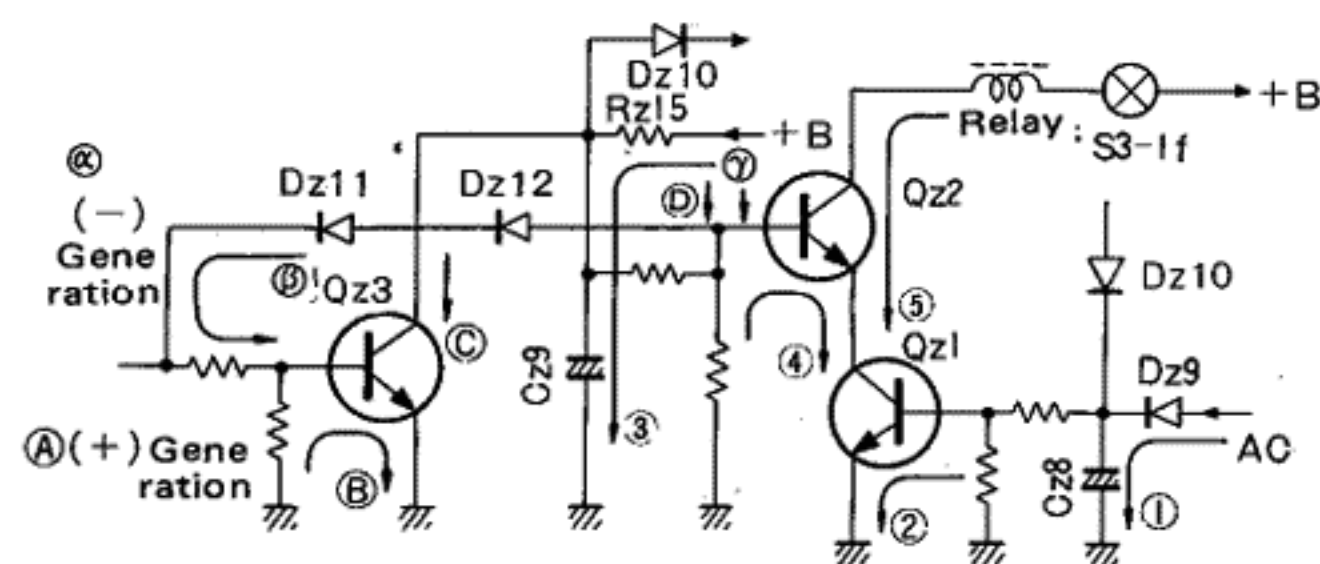 Dz10
Rz15
+B
+B
Relay :
S3-1f
α
(−)
Gene
ration
Dz11
Dz12
D
γ
Qz2
β
Qz3
C
Dz10
5
4
Qz1
Dz9
Cz9
3
A (+) Gene
ration
B
AC
Cz8
2
1